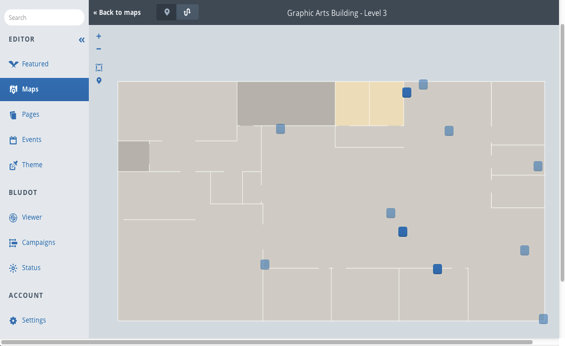 Search
« Back to maps
Graphic Arts Building - Level 3
EDITOR
«
Featured
Maps
Pages
Events
Theme
BLUDOT
Viewer
Campaigns
Status
ACCOUNT
Settings